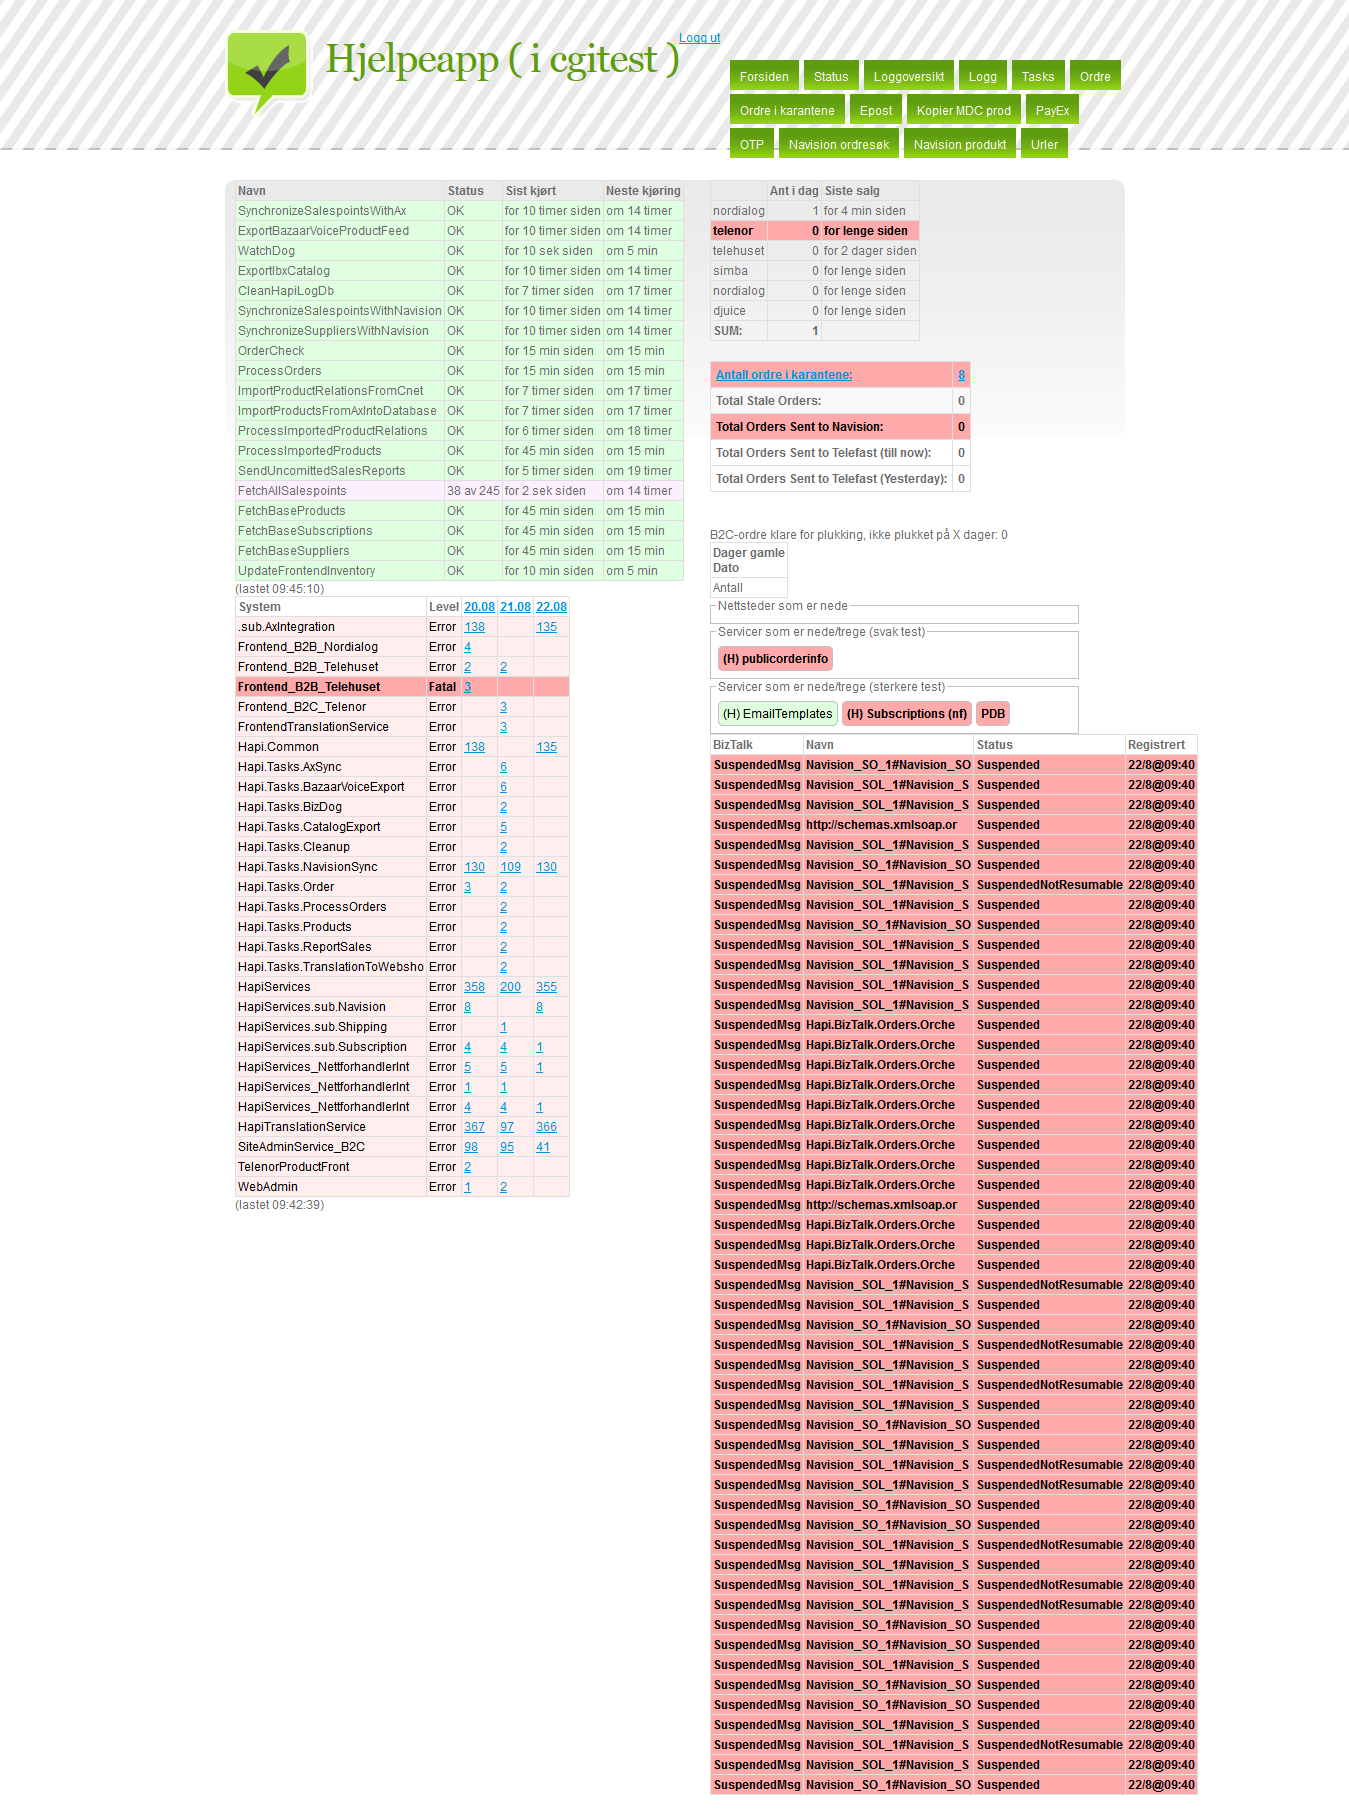 Hjelpeapp ( i cgitest )
Logg ut
Forsiden Status Loggoversikt Logg Tasks Ordre
Ordre i karantene Epost Kopier MDC prod PayEx
OTP Navision ordresøk Navision produkt Urler
Navn Status Sist kjørt Neste kjøring
SynchronizeSalespointsWithAx OK for 10 timer siden om 14 timer
ExportBazaarVoiceProductFeed OK for 10 timer siden om 14 timer
WatchDog OK for 10 sek siden om 5 min
ExportIbxCatalog OK for 10 timer siden om 14 timer
CleanHapiLogDb OK for 7 timer siden om 17 timer
SynchronizeSalespointsWithNavision OK for 10 timer siden om 14 timer
SynchronizeSuppliersWithNavision OK for 10 timer siden om 14 timer
OrderCheck OK for 15 min siden om 15 min
ProcessOrders OK for 15 min siden om 15 min
ImportProductRelationsFromCnet OK for 7 timer siden om 17 timer
ImportProductsFromAxIntoDatabase OK for 7 timer siden om 17 timer
ProcessImportedProductRelations OK for 6 timer siden om 18 timer
ProcessImportedProducts OK for 45 min siden om 15 min
SendUncomittedSalesReports OK for 5 timer siden om 19 timer
FetchAllSalespoints 38 av 245 for 2 sek siden om 14 timer
FetchBaseProducts OK for 45 min siden om 15 min
FetchBaseSubscriptions OK for 45 min siden om 15 min
FetchBaseSuppliers OK for 45 min siden om 15 min
UpdateFrontendInventory OK for 10 min siden om 5 min
(lastet 09:45:10)
System Level 20.08 21.08 22.08
.sub.AxIntegration Error 138 135
Frontend_B2B_Nordialog Error 4
Frontend_B2B_Telehuset Error 2 2
Frontend_B2B_Telehuset Fatal 3
Frontend_B2C_Telenor Error 3
FrontendTranslationService Error 3
Hapi.Common Error 138 135
Hapi.Tasks.AxSync Error 6
Hapi.Tasks.BazaarVoiceExport Error 6
Hapi.Tasks.BizDog Error 2
Hapi.Tasks.CatalogExport Error 5
Hapi.Tasks.Cleanup Error 2
Hapi.Tasks.NavisionSync Error 130 109 130
Hapi.Tasks.Order Error 3 2
Hapi.Tasks.ProcessOrders Error 2
Hapi.Tasks.Products Error 2
Hapi.Tasks.ReportSales Error 2
Hapi.Tasks.TranslationToWebsho Error 2
HapiServices Error 358 200 355
HapiServices.sub.Navision Error 8 8
HapiServices.sub.Shipping Error 1
HapiServices.sub.Subscription Error 4 4 1
HapiServices_NettforhandlerInt Error 5 5 1
HapiServices_NettforhandlerInt Error 1 1
HapiServices_NettforhandlerInt Error 4 4 1
HapiTranslationService Error 367 97 366
SiteAdminService_B2C Error 98 95 41
TelenorProductFront Error 2
WebAdmin Error 1 2
(lastet 09:42:39)
Ant i dag Siste salg
nordialog 1 for 4 min siden
telenor 0 for lenge siden
telehuset 0 for 2 dager siden
simba 0 for lenge siden
nordialog 0 for lenge siden
djuice 0 for lenge siden
SUM: 1
Antall ordre i karantene: 8
Total Stale Orders: 0
Total Orders Sent to Navision: 0
Total Orders Sent to Telefast (till now): 0
Total Orders Sent to Telefast (Yesterday): 0
B2C-ordre klare for plukking, ikke plukket på X dager: 0
Dager gamle
Dato
Antall
Nettsteder som er nede
Servicer som er nede/trege (svak test)
(H) publicorderinfo
Servicer som er nede/trege (sterkere test)
(H) EmailTemplates (H) Subscriptions (nf) PDB
BizTalk Navn Status Registrert
SuspendedMsg Navision_SO_1#Navision_SO Suspended 22/8@09:40
SuspendedMsg Navision_SOL_1#Navision_S Suspended 22/8@09:40
SuspendedMsg Navision_SOL_1#Navision_S Suspended 22/8@09:40
SuspendedMsg http://schemas.xmlsoap.or Suspended 22/8@09:40
SuspendedMsg Navision_SOL_1#Navision_S Suspended 22/8@09:40
SuspendedMsg Navision_SO_1#Navision_SO Suspended 22/8@09:40
SuspendedMsg Navision_SOL_1#Navision_S SuspendedNotResumable 22/8@09:40
SuspendedMsg Navision_SOL_1#Navision_S Suspended 22/8@09:40
SuspendedMsg Navision_SO_1#Navision_SO Suspended 22/8@09:40
SuspendedMsg Navision_SOL_1#Navision_S Suspended 22/8@09:40
SuspendedMsg Navision_SOL_1#Navision_S Suspended 22/8@09:40
SuspendedMsg Navision_SOL_1#Navision_S Suspended 22/8@09:40
SuspendedMsg Navision_SOL_1#Navision_S Suspended 22/8@09:40
SuspendedMsg Hapi.BizTalk.Orders.Orche Suspended 22/8@09:40
SuspendedMsg Hapi.BizTalk.Orders.Orche Suspended 22/8@09:40
SuspendedMsg Hapi.BizTalk.Orders.Orche Suspended 22/8@09:40
SuspendedMsg Hapi.BizTalk.Orders.Orche Suspended 22/8@09:40
SuspendedMsg Hapi.BizTalk.Orders.Orche Suspended 22/8@09:40
SuspendedMsg Hapi.BizTalk.Orders.Orche Suspended 22/8@09:40
SuspendedMsg Hapi.BizTalk.Orders.Orche Suspended 22/8@09:40
SuspendedMsg Hapi.BizTalk.Orders.Orche Suspended 22/8@09:40
SuspendedMsg Hapi.BizTalk.Orders.Orche Suspended 22/8@09:40
SuspendedMsg http://schemas.xmlsoap.or Suspended 22/8@09:40
SuspendedMsg Hapi.BizTalk.Orders.Orche Suspended 22/8@09:40
SuspendedMsg Hapi.BizTalk.Orders.Orche Suspended 22/8@09:40
SuspendedMsg Hapi.BizTalk.Orders.Orche Suspended 22/8@09:40
SuspendedMsg Navision_SOL_1#Navision_S SuspendedNotResumable 22/8@09:40
SuspendedMsg Navision_SOL_1#Navision_S Suspended 22/8@09:40
SuspendedMsg Navision_SO_1#Navision_SO Suspended 22/8@09:40
SuspendedMsg Navision_SOL_1#Navision_S SuspendedNotResumable 22/8@09:40
SuspendedMsg Navision_SOL_1#Navision_S Suspended 22/8@09:40
SuspendedMsg Navision_SOL_1#Navision_S SuspendedNotResumable 22/8@09:40
SuspendedMsg Navision_SOL_1#Navision_S Suspended 22/8@09:40
SuspendedMsg Navision_SO_1#Navision_SO Suspended 22/8@09:40
SuspendedMsg Navision_SOL_1#Navision_S Suspended 22/8@09:40
SuspendedMsg Navision_SOL_1#Navision_S SuspendedNotResumable 22/8@09:40
SuspendedMsg Navision_SOL_1#Navision_S SuspendedNotResumable 22/8@09:40
SuspendedMsg Navision_SO_1#Navision_SO Suspended 22/8@09:40
SuspendedMsg Navision_SO_1#Navision_SO Suspended 22/8@09:40
SuspendedMsg Navision_SOL_1#Navision_S SuspendedNotResumable 22/8@09:40
SuspendedMsg Navision_SOL_1#Navision_S Suspended 22/8@09:40
SuspendedMsg Navision_SOL_1#Navision_S SuspendedNotResumable 22/8@09:40
SuspendedMsg Navision_SOL_1#Navision_S SuspendedNotResumable 22/8@09:40
SuspendedMsg Navision_SO_1#Navision_SO Suspended 22/8@09:40
SuspendedMsg Navision_SO_1#Navision_SO Suspended 22/8@09:40
SuspendedMsg Navision_SOL_1#Navision_S Suspended 22/8@09:40
SuspendedMsg Navision_SO_1#Navision_SO Suspended 22/8@09:40
SuspendedMsg Navision_SO_1#Navision_SO Suspended 22/8@09:40
SuspendedMsg Navision_SOL_1#Navision_S Suspended 22/8@09:40
SuspendedMsg Navision_SOL_1#Navision_S SuspendedNotResumable 22/8@09:40
SuspendedMsg Navision_SOL_1#Navision_S Suspended 22/8@09:40
SuspendedMsg Navision_SO_1#Navision_SO Suspended 22/8@09:40